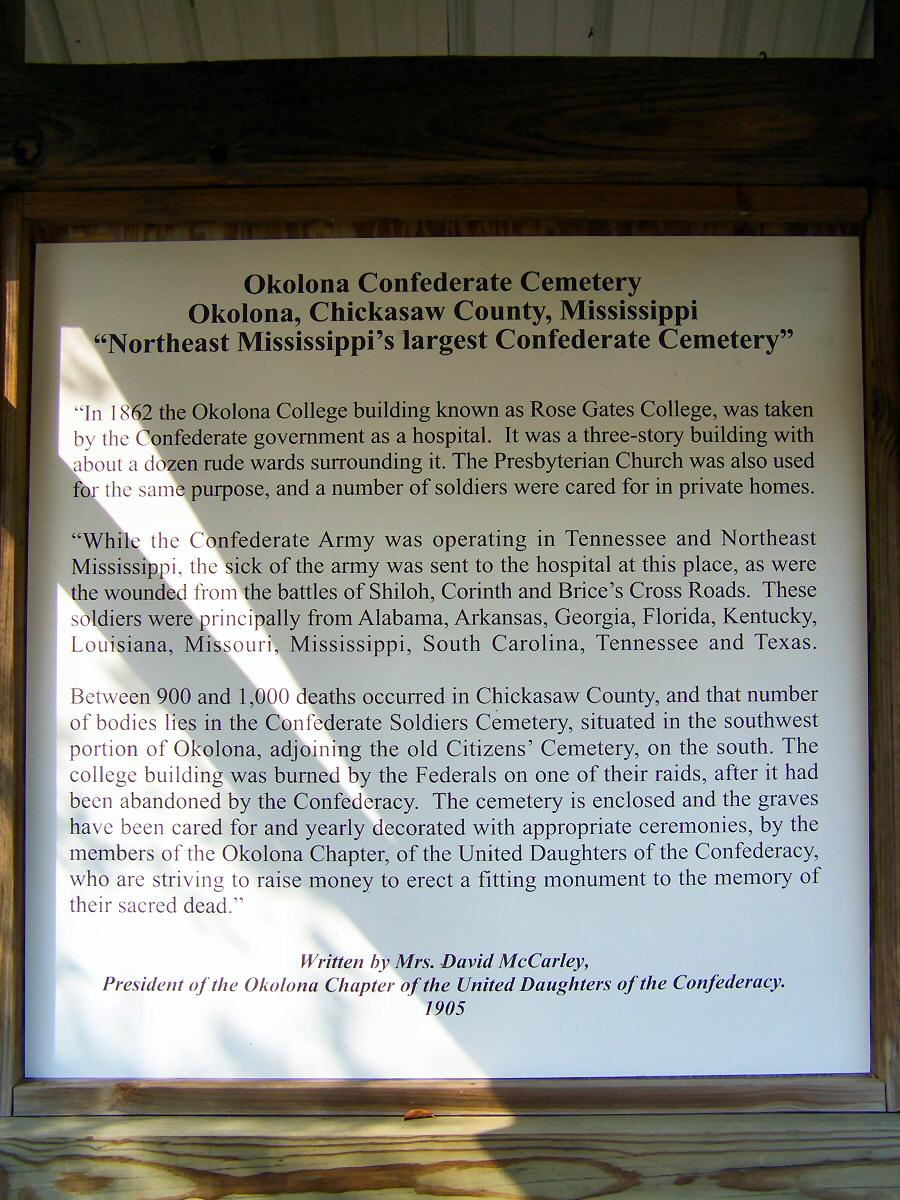 Okolona Confederate Cemetery
Okolona, Chickasaw County, Mississippi
“Northeast Mississippi’s largest Confederate Cemetery”
“In 1862 the Okolona College building known as Rose Gates College, was taken
by the Confederate government as a hospital. It was a three-story building with
about a dozen rude wards surrounding it. The Presbyterian Church was also used
for the same purpose, and a number of soldiers were cared for in private homes.
“While the Confederate Army was operating in Tennessee and Northeast
Mississippi, the sick of the army was sent to the hospital at this place, as were
the wounded from the battles of Shiloh, Corinth and Brice’s Cross Roads. These
soldiers were principally from Alabama, Arkansas, Georgia, Florida, Kentucky,
Louisiana, Missouri, Mississippi, South Carolina, Tennessee and Texas.
Between 900 and 1,000 deaths occurred in Chickasaw County, and that number
of bodies lies in the Confederate Soldiers Cemetery, situated in the southwest
portion of Okolona, adjoining the old Citizens’ Cemetery, on the south. The
college building was burned by the Federals on one of their raids, after it had
been abandoned by the Confederacy. The cemetery is enclosed and the graves
have been cared for and yearly decorated with appropriate ceremonies, by the
members of the Okolona Chapter, of the United Daughters of the Confederacy,
who are striving to raise money to erect a fitting monument to the memory of
their sacred dead.”
Written by Mrs. David McCarley,
President of the Okolona Chapter of the United Daughters of the Confederacy.
1905